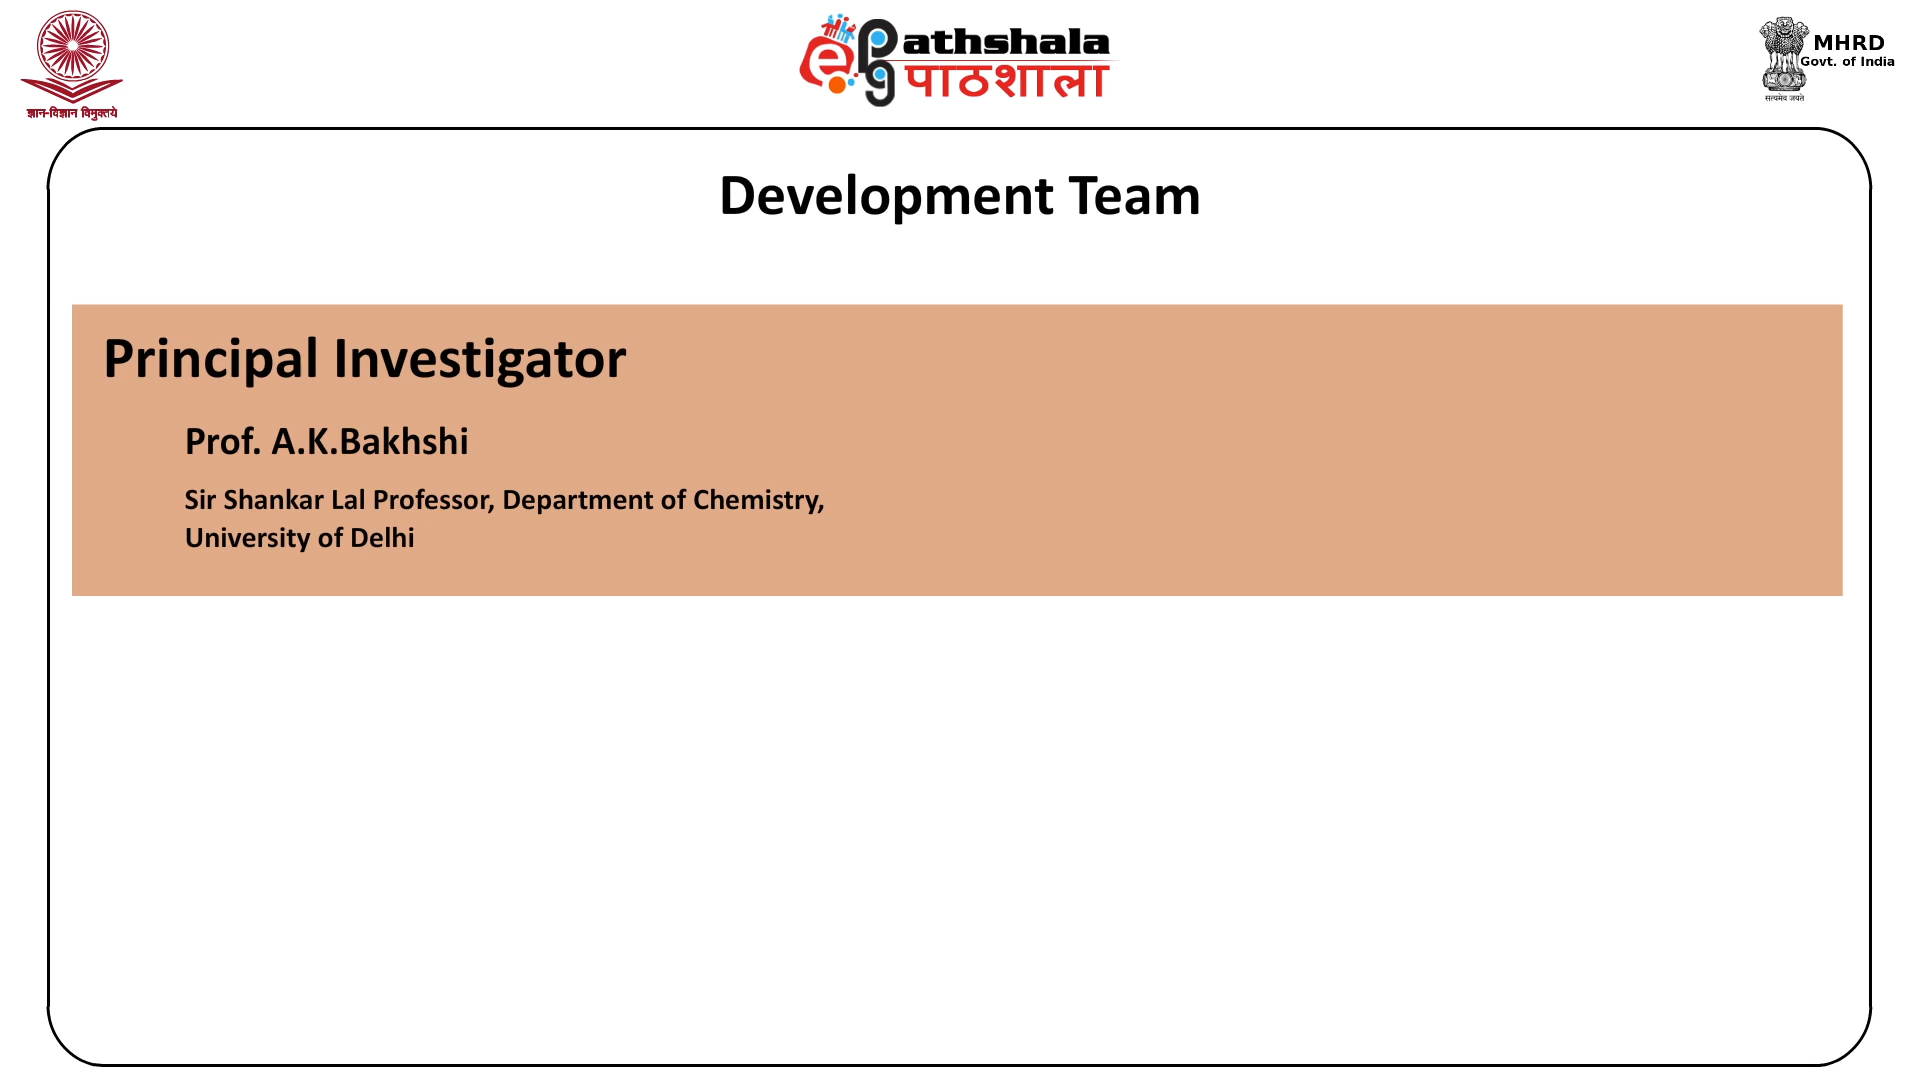 ज्ञान-विज्ञान विमुक्तये
e pg athshala
पाठशाला
MHRD
Govt. of India
सत्यमेव जयते
Development Team
Principal Investigator
Prof. A.K.Bakhshi
Sir Shankar Lal Professor, Department of Chemistry,
University of Delhi